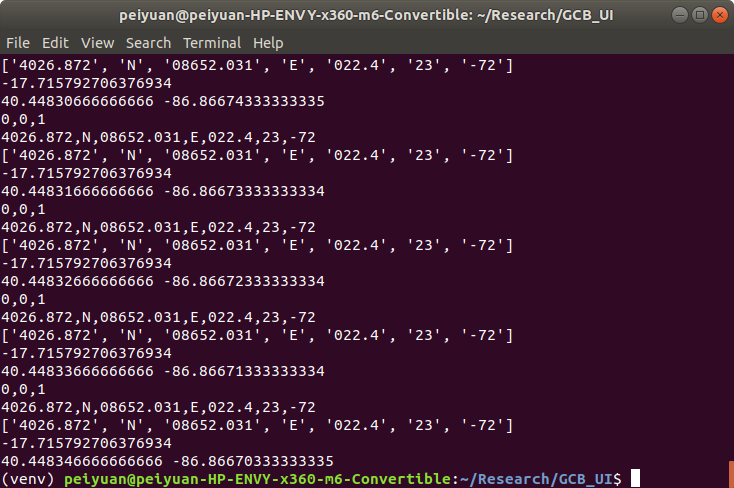 peiyuan@peiyuan-HP-ENVY-x360-m6-Convertible: ~/Research/GCB_UI
File Edit View Search Terminal Help
['4026.872', 'N', '08652.031', 'E', '022.4', '23', '-72']
-17.715792706376934
40.44830666666666 -86.86674333333335
0,0,1
4026.872,N,08652.031,E,022.4,23,-72
['4026.872', 'N', '08652.031', 'E', '022.4', '23', '-72']
-17.715792706376934
40.44831666666666 -86.86673333333334
0,0,1
4026.872,N,08652.031,E,022.4,23,-72
['4026.872', 'N', '08652.031', 'E', '022.4', '23', '-72']
-17.715792706376934
40.44832666666666 -86.86672333333334
0,0,1
4026.872,N,08652.031,E,022.4,23,-72
['4026.872', 'N', '08652.031', 'E', '022.4', '23', '-72']
-17.715792706376934
40.44833666666666 -86.86671333333334
0,0,1
4026.872,N,08652.031,E,022.4,23,-72
['4026.872', 'N', '08652.031', 'E', '022.4', '23', '-72']
-17.715792706376934
40.448346666666666 -86.86670333333335
(venv) peiyuan@peiyuan-HP-ENVY-x360-m6-Convertible:~/Research/GCB_UI$